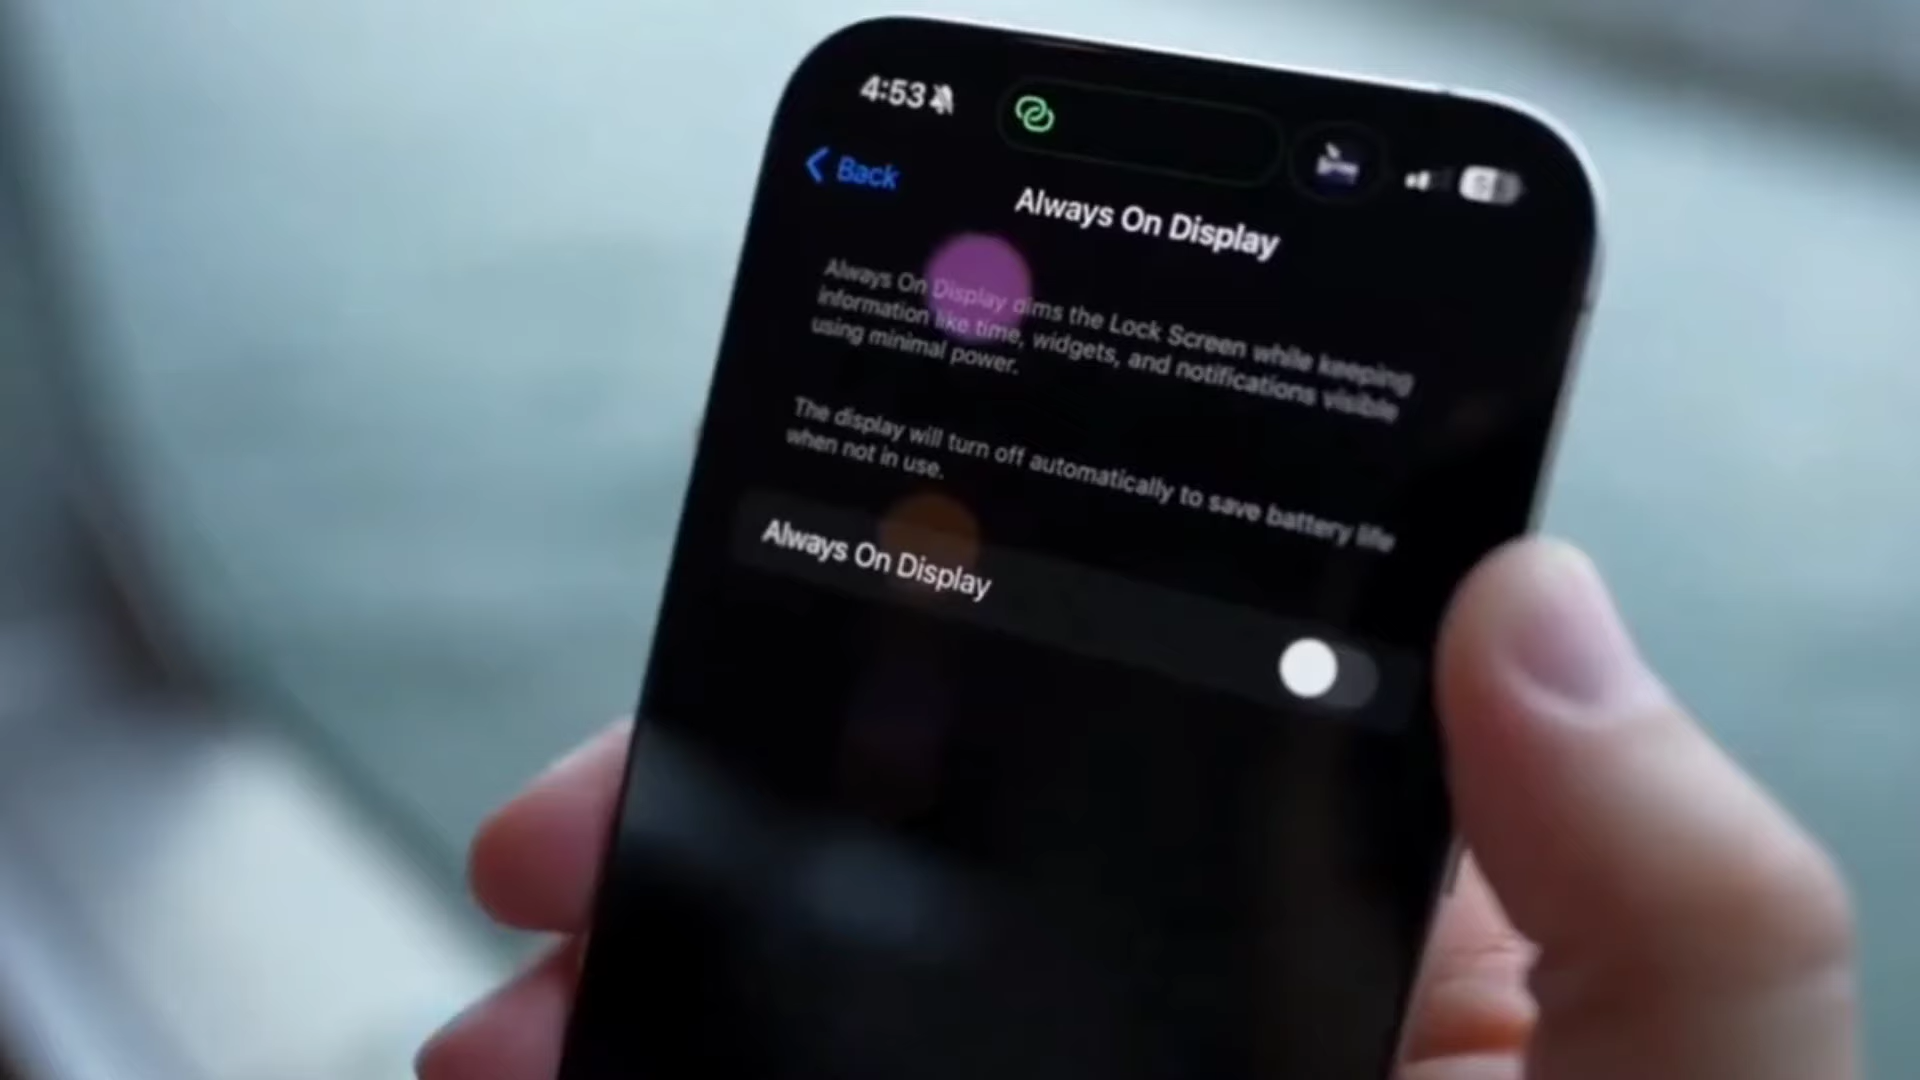 4:53
Back
Always On Display
Always On Display dims the Lock Screen while keeping
information like time, widgets, and notifications visible
using minimal power.
The display will turn off automatically to save battery life
when not in use.
Always On Display